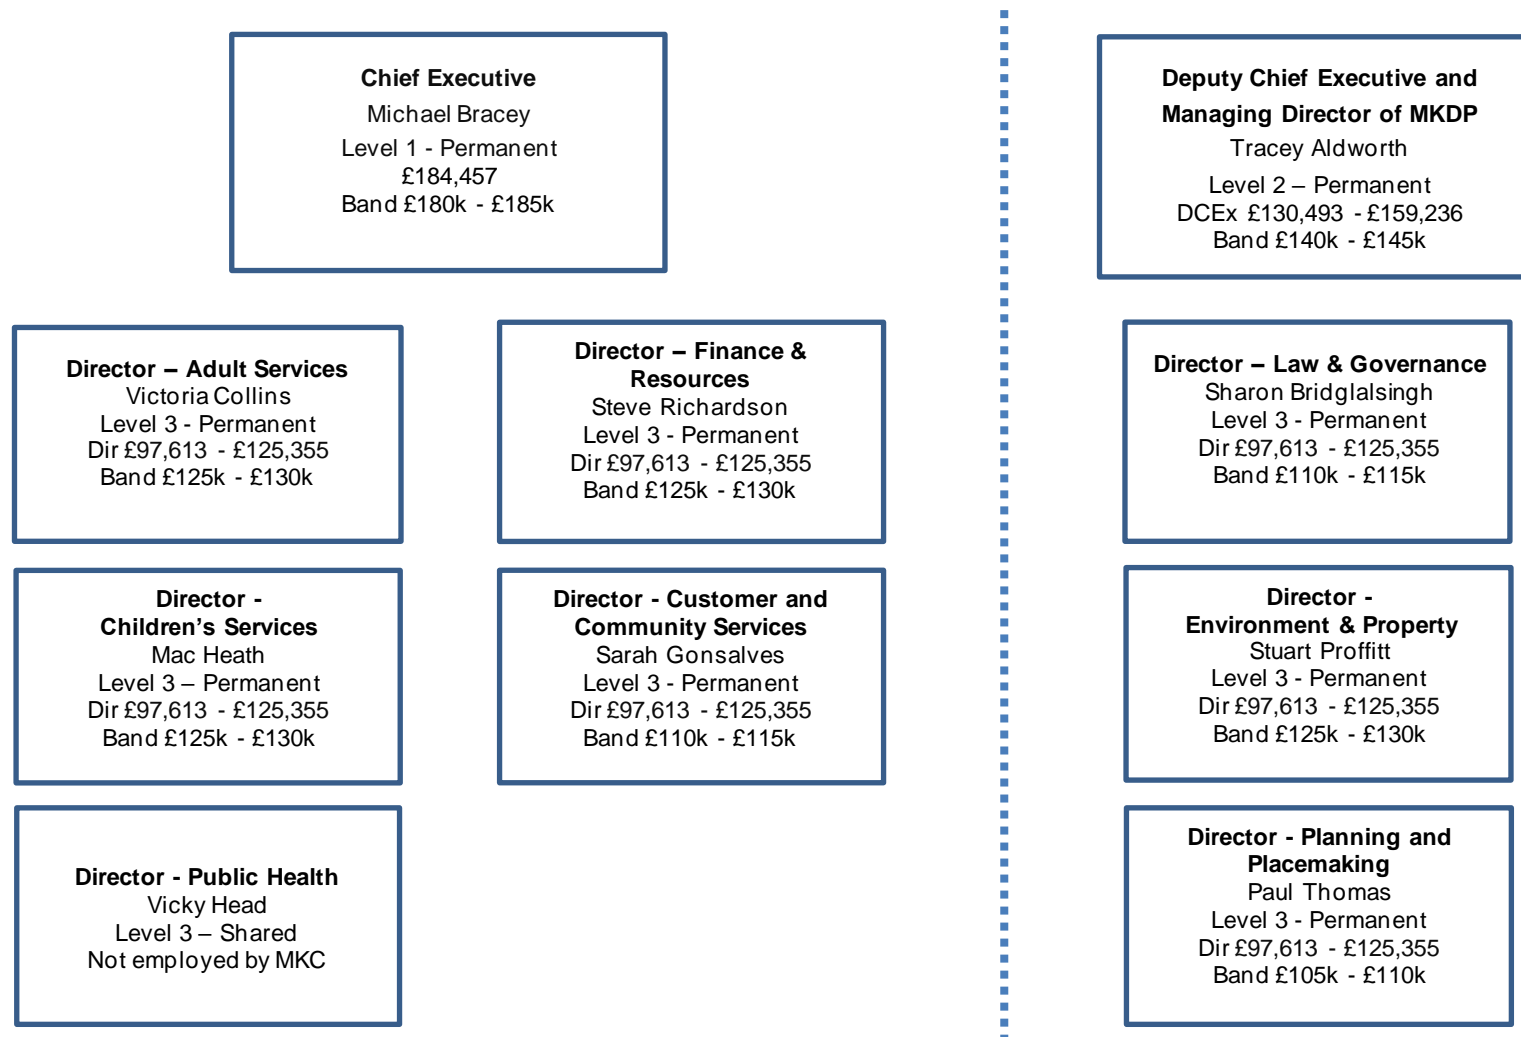 Chief Executive
Michael Bracey
Level 1 - Permanent
£184,457
Band £180k - £185k
Deputy Chief Executive and
Managing Director of MKDP
Tracey Aldworth
Level 2 – Permanent
DCEx £130,493 - £159,236
Band £140k - £145k
Director – Adult Services
Victoria Collins
Level 3 - Permanent
Dir £97,613 - £125,355
Band £125k - £130k
Director – Finance &
Resources
Steve Richardson
Level 3 - Permanent
Dir £97,613 - £125,355
Band £125k - £130k
Director – Law & Governance
Sharon Bridglalsingh
Level 3 - Permanent
Dir £97,613 - £125,355
Band £110k - £115k
Director -
Children’s Services
Mac Heath
Level 3 – Permanent
Dir £97,613 - £125,355
Band £125k - £130k
Director - Customer and
Community Services
Sarah Gonsalves
Level 3 - Permanent
Dir £97,613 - £125,355
Band £110k - £115k
Director -
Environment & Property
Stuart Proffitt
Level 3 - Permanent
Dir £97,613 - £125,355
Band £125k - £130k
Director - Public Health
Vicky Head
Level 3 – Shared
Not employed by MKC
Director - Planning and
Placemaking
Paul Thomas
Level 3 - Permanent
Dir £97,613 - £125,355
Band £105k - £110k